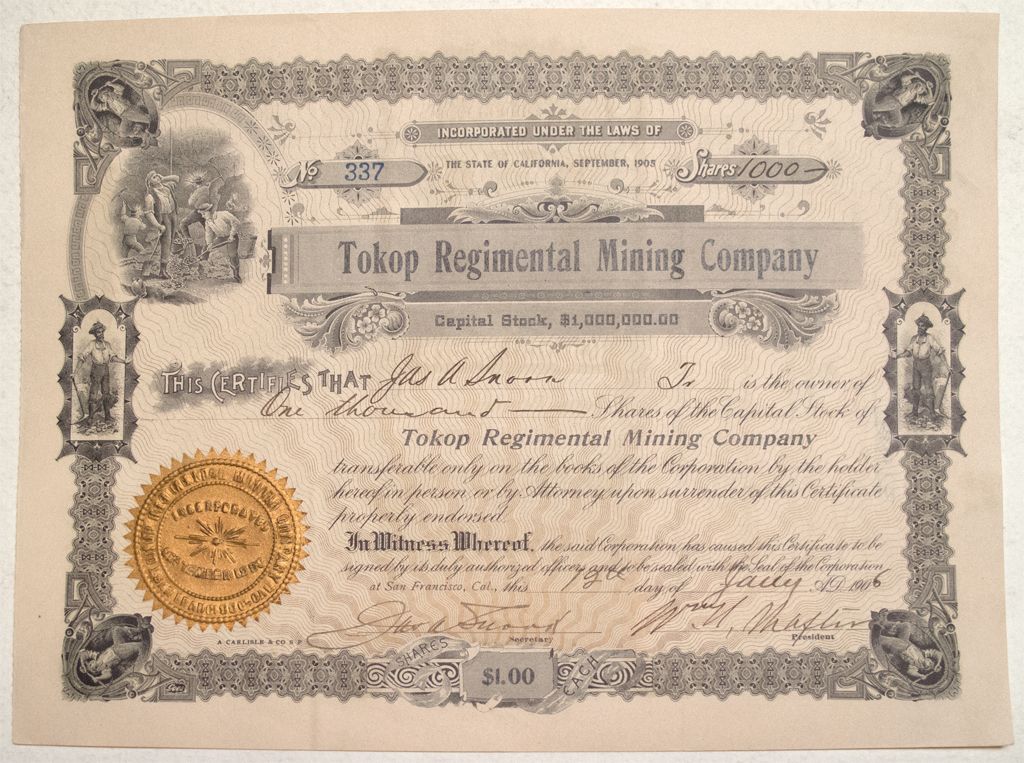 INCORPORATED UNDER THE LAWS OF
THE STATE OF CALIFORNIA, SEPTEMBER, 1905
No 337
Shares 1000
Tokop Regimental Mining Company
Capital Stock, $1,000,000.00
THIS CERTIFIES THAT Jas A Snook Tr is the owner of
One thousand Shares of the Capital Stock of
Tokop Regimental Mining Company
transferable only on the books of the Corporation by the holder
hereof in person or by Attorney upon surrender of this Certificate
properly endorsed.
In Witness Whereof, the said Corporation has caused this Certificate to be
signed by its duly authorized officers and to be sealed with the Seal of the Corporation
at San Francisco, Cal., this day of A.D. 1906
INCORPORATED
Secretary
President
A CARLISLE & CO S F
SHARES $1.00 EACH